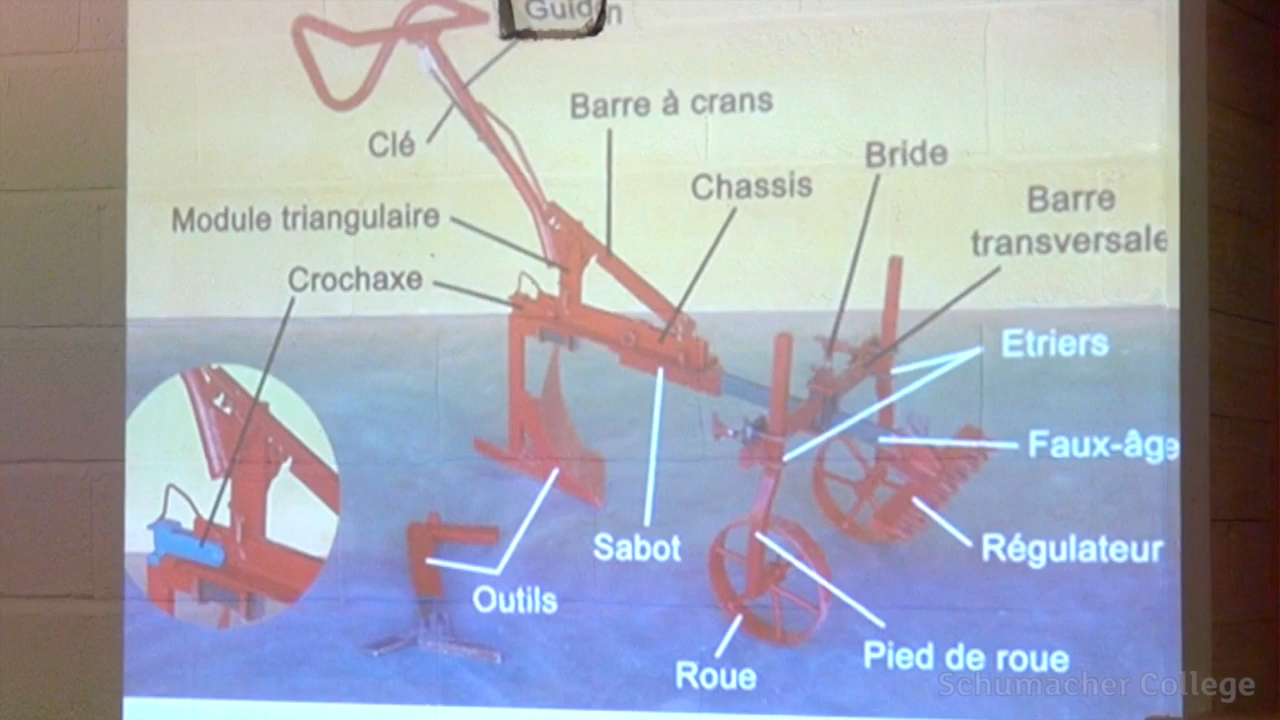 Guidon
Barre à crans
Clé
Bride
Chassis
Barre
transversale
Module triangulaire
Crochaxe
Etriers
Faux-âge
Sabot
Régulateur
Outils
Pied de roue
Roue
Schumacher College